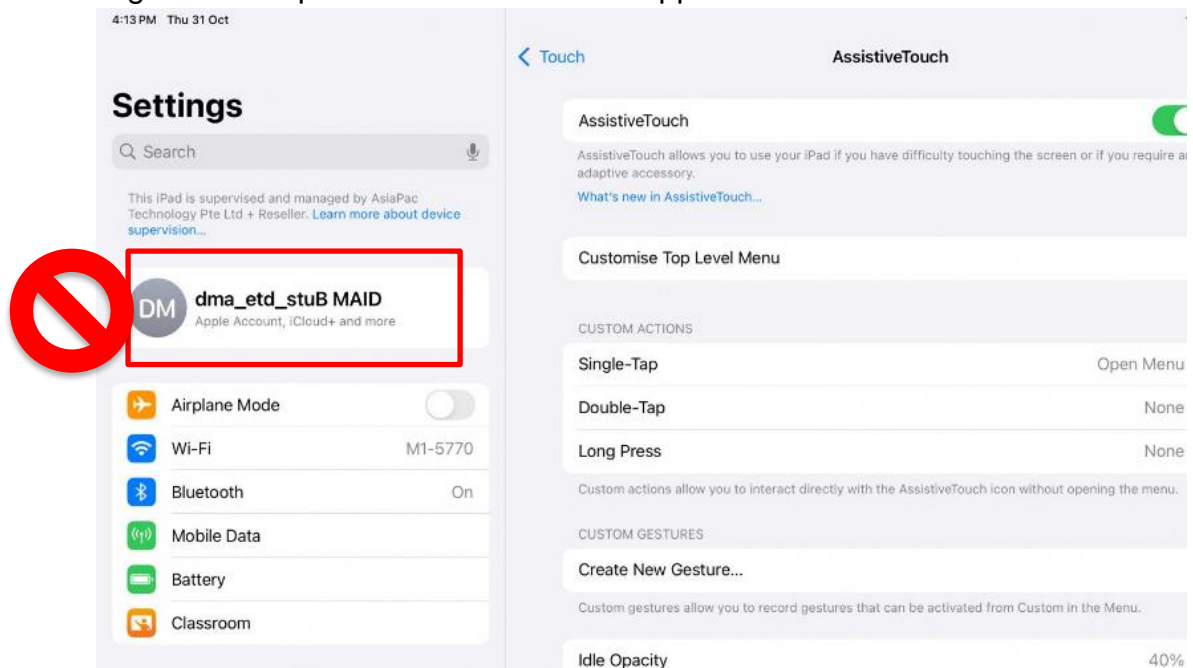 4:13 PM Thu 31 Oct
Settings
Search
This iPad is supervised and managed by AsiaPac
Technology Pte Ltd + Reseller. Learn more about device
supervision...
DM
dma_etd_stuB MAID
Apple Account, iCloud+ and more
Airplane Mode
Wi-Fi M1-5770
Bluetooth On
Mobile Data
Battery
Classroom
Touch
AssistiveTouch
AssistiveTouch
AssistiveTouch allows you to use your iPad if you have difficulty touching the screen or if you require
adaptive accessory.
What's new in AssistiveTouch...
Customise Top Level Menu
CUSTOM ACTIONS
Single-Tap Open Menu
Double-Tap None
Long Press None
Custom actions allow you to interact directly with the AssistiveTouch icon without opening the menu.
CUSTOM GESTURES
Create New Gesture...
Custom gestures allow you to record gestures that can be activated from Custom in the Menu.
Idle Opacity 40%